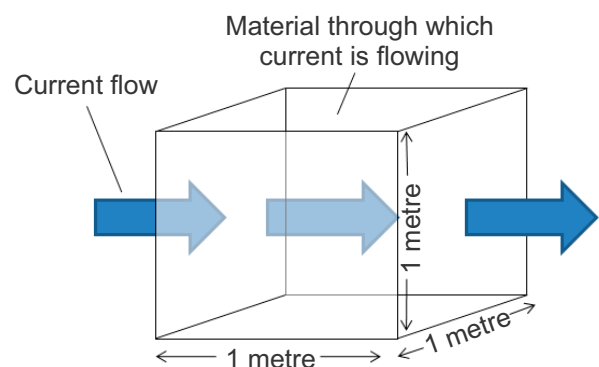 Material through which
current is flowing
Current flow
1 metre
1 metre
1 metre